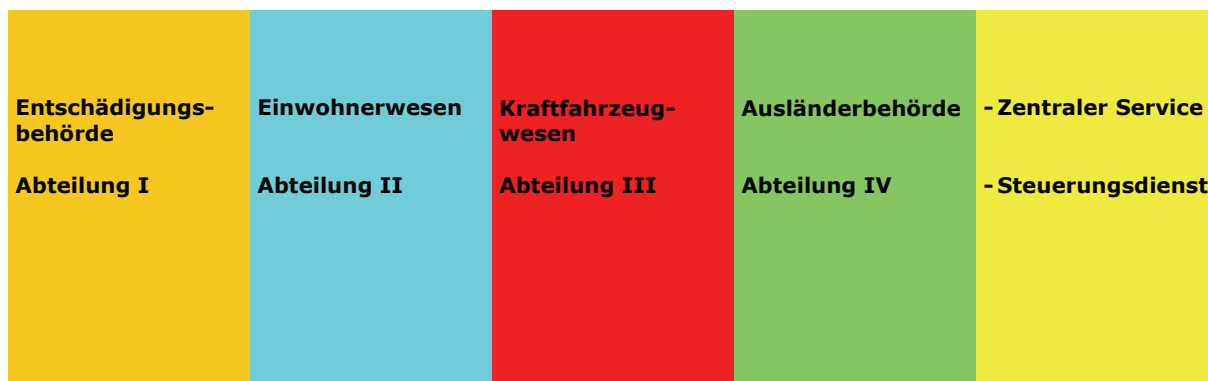 Entschädigungs-
behörde
Abteilung I
Einwohnerwesen
Abteilung II
Kraftfahrzeug-
wesen
Abteilung III
Ausländerbehörde
Abteilung IV
- Zentraler Service
- Steuerungsdienst